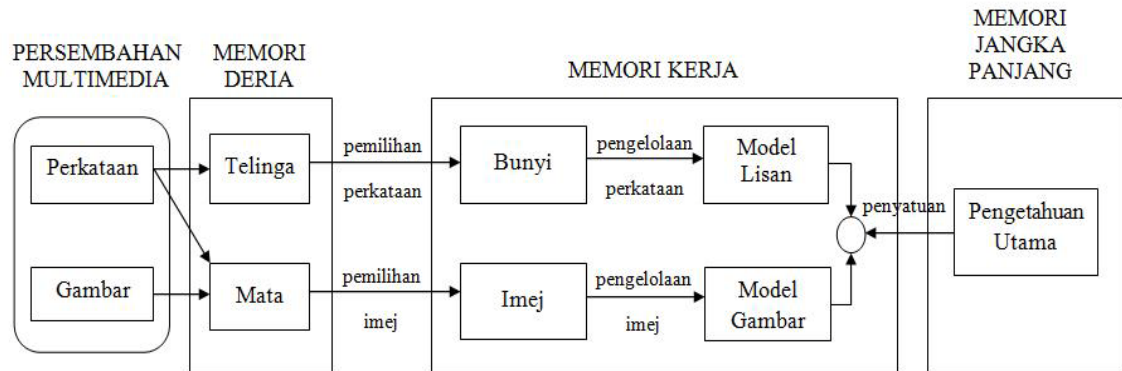 PERSEMBAHAN
MULTIMEDIA
MEMORI
DERIA
MEMORI KERJA
MEMORI
JANGKA
PANJANG
Perkataan
Telinga
pemilihan
perkataan
Bunyi
pengelolaan
perkataan
Model
Lisan
penyatuan
Pengetahuan
Utama
Gambar
Mata
pemilihan
imej
Imej
pengelolaan
imej
Model
Gambar